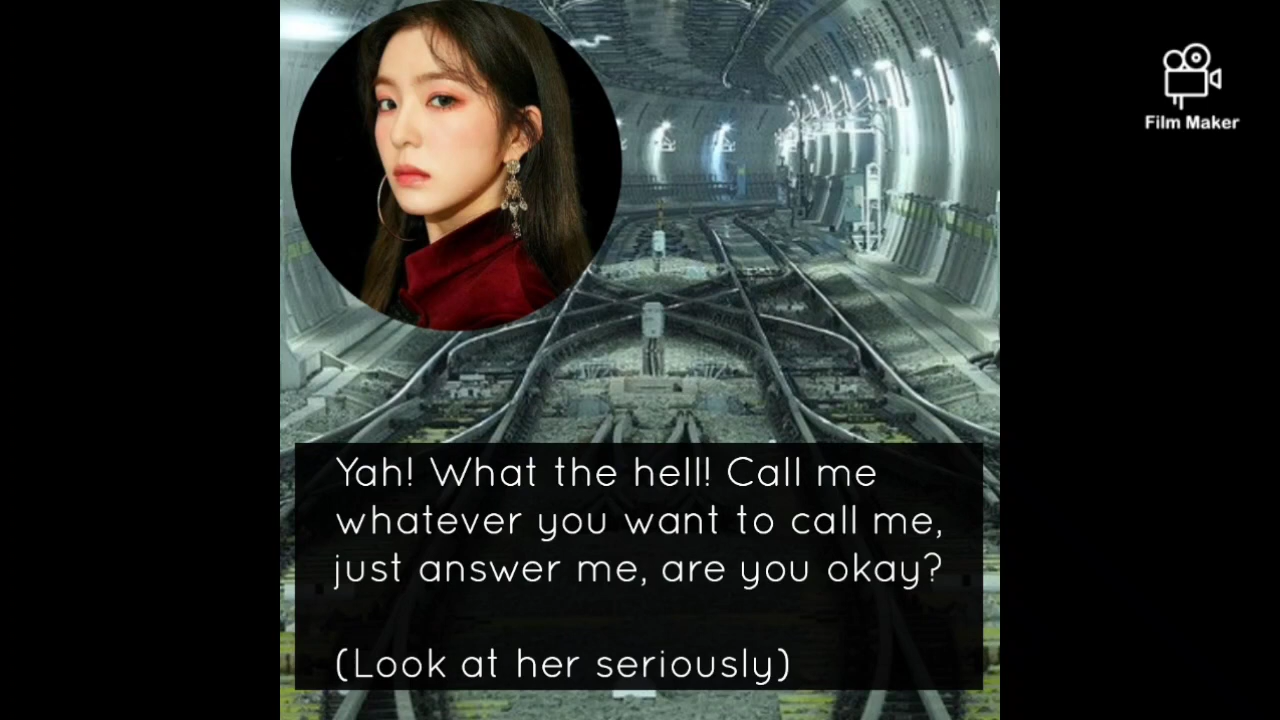 Film Maker
Yah! What the hell! Call me
whatever you want to call me,
just answer me, are you okay?
(Look at her seriously)